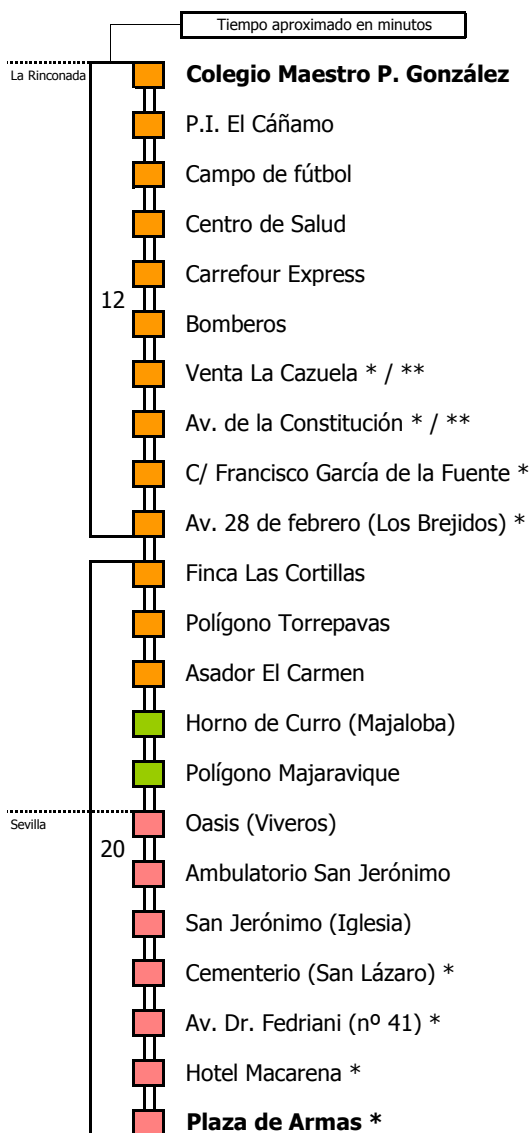 Tiempo aproximado en minutos
La Rinconada
Colegio Maestro P. González
P.I. El Cáñamo
Campo de fútbol
Centro de Salud
Carrefour Express
12
Bomberos
Venta La Cazuela * / **
Av. de la Constitución * / **
C/ Francisco García de la Fuente *
Av. 28 de febrero (Los Brejidos) *
Finca Las Cortillas
Polígono Torrepavas
Asador El Carmen
Horno de Curro (Majaloba)
Polígono Majaravique
Sevilla
Oasis (Viveros)
20
Ambulatorio San Jerónimo
San Jerónimo (Iglesia)
Cementerio (San Lázaro) *
Av. Dr. Fedriani (nº 41) *
Hotel Macarena *
Plaza de Armas *